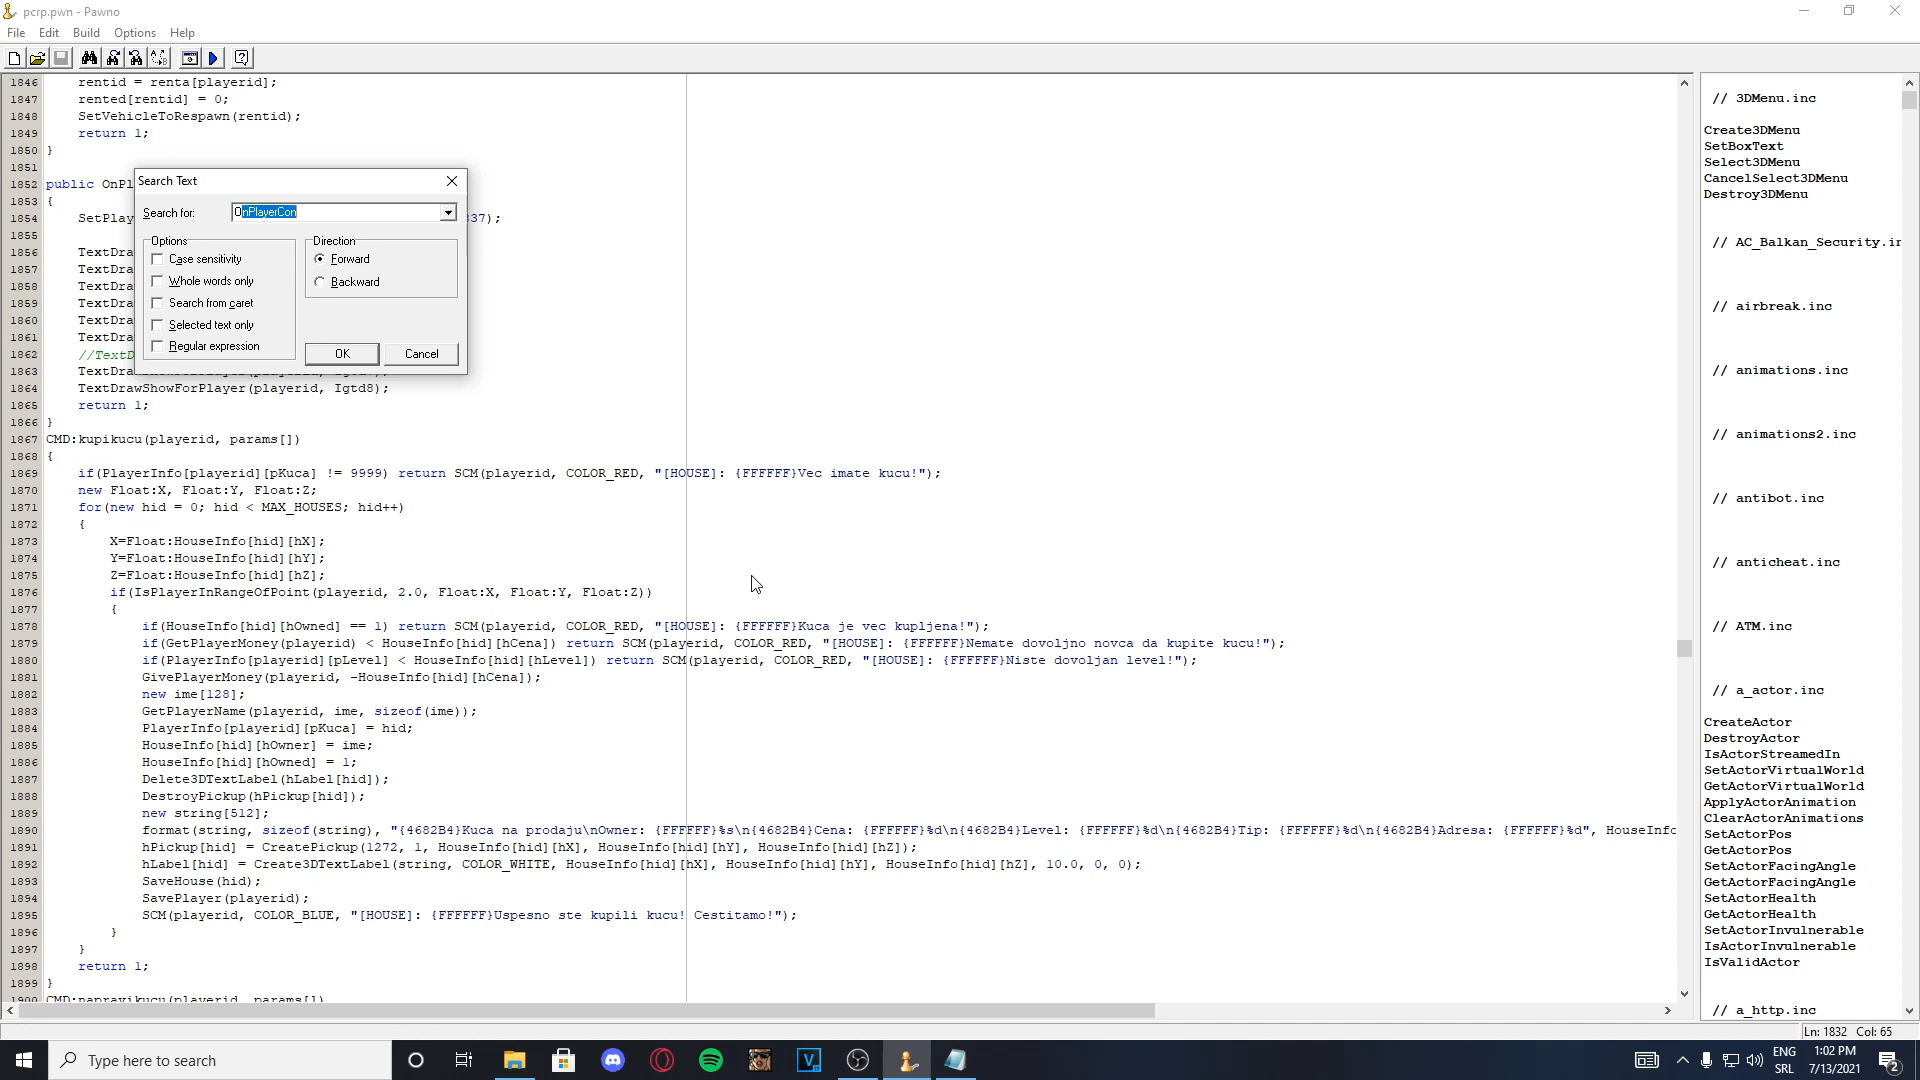 pcrp.pwn - Pawno
File Edit Build Options Help
1846 rentid = renta[playerid];
1847 rented[rentid] = 0;
1848 SetVehicleToRespawn(rentid);
1849 return 1;
1850 }
1851
1852 public OnPl
1853 {
1854 SetPlay 37);
1855
1856 TextDra
1857 TextDra
1858 TextDra
1859 TextDra
1860 TextDra
1861 TextDra
1862 //TextD
1863 TextDra
1864 TextDrawShowForPlayer(playerid, Igtd8);
1865 return 1;
1866 }
1867 CMD:kupikucu(playerid, params[])
1868 {
1869 if(PlayerInfo[playerid][pKuca] != 9999) return SCM(playerid, COLOR_RED, "[HOUSE]: {FFFFFF}Vec imate kucu!");
1870 new Float:X, Float:Y, Float:Z;
1871 for(new hid = 0; hid < MAX_HOUSES; hid++)
1872 {
1873 X=Float:HouseInfo[hid][hX];
1874 Y=Float:HouseInfo[hid][hY];
1875 Z=Float:HouseInfo[hid][hZ];
1876 if(IsPlayerInRangeOfPoint(playerid, 2.0, Float:X, Float:Y, Float:Z))
1877 {
1878 if(HouseInfo[hid][hOwned] == 1) return SCM(playerid, COLOR_RED, "[HOUSE]: {FFFFFF}Kuca je vec kupljena!");
1879 if(GetPlayerMoney(playerid) < HouseInfo[hid][hCena]) return SCM(playerid, COLOR_RED, "[HOUSE]: {FFFFFF}Nemate dovoljno novca da kupite kucu!");
1880 if(PlayerInfo[playerid][pLevel] < HouseInfo[hid][hLevel]) return SCM(playerid, COLOR_RED, "[HOUSE]: {FFFFFF}Niste dovoljan level!");
1881 GivePlayerMoney(playerid, -HouseInfo[hid][hCena]);
1882 new ime[128];
1883 GetPlayerName(playerid, ime, sizeof(ime));
1884 PlayerInfo[playerid][pKuca] = hid;
1885 HouseInfo[hid][hOwner] = ime;
1886 HouseInfo[hid][hOwned] = 1;
1887 Delete3DTextLabel(hLabel[hid]);
1888 DestroyPickup(hPickup[hid]);
1889 new string[512];
1890 format(string, sizeof(string), "{4682B4}Kuca na prodaju\nOwner: {FFFFFF}%s\n{4682B4}Cena: {FFFFFF}%d\n{4682B4}Level: {FFFFFF}%d\n{4682B4}Tip: {FFFFFF}%d\n{4682B4}Adresa: {FFFFFF}%d", HouseInfo
1891 hPickup[hid] = CreatePickup(1272, 1, HouseInfo[hid][hX], HouseInfo[hid][hY], HouseInfo[hid][hZ]);
1892 hLabel[hid] = Create3DTextLabel(string, COLOR_WHITE, HouseInfo[hid][hX], HouseInfo[hid][hY], HouseInfo[hid][hZ], 10.0, 0, 0);
1893 SaveHouse(hid);
1894 SavePlayer(playerid);
1895 SCM(playerid, COLOR_BLUE, "[HOUSE]: {FFFFFF}Uspesno ste kupili kucu! Cestitamo!");
1896 }
1897 }
1898 return 1;
1899 }
1900 CMD:napravikucu(playerid, params[])
Search Text
Search for: OnPlayerCon
Options
Case sensitivity
Whole words only
Search from caret
Selected text only
Regular expression
Direction
Forward
Backward
OK Cancel
// 3DMenu.inc
Create3DMenu
SetBoxText
Select3DMenu
CancelSelect3DMenu
Destroy3DMenu
// AC_Balkan_Security.in
// airbreak.inc
// animations.inc
// animations2.inc
// antibot.inc
// anticheat.inc
// ATM.inc
// a_actor.inc
CreateActor
DestroyActor
IsActorStreamedIn
SetActorVirtualWorld
GetActorVirtualWorld
ApplyActorAnimation
ClearActorAnimations
SetActorPos
GetActorPos
SetActorFacingAngle
GetActorFacingAngle
SetActorHealth
GetActorHealth
SetActorInvulnerable
IsActorInvulnerable
IsValidActor
// a_http.inc
Ln: 1832 Col: 65
Type here to search
ENG
SRL
1:02 PM
7/13/2021
2